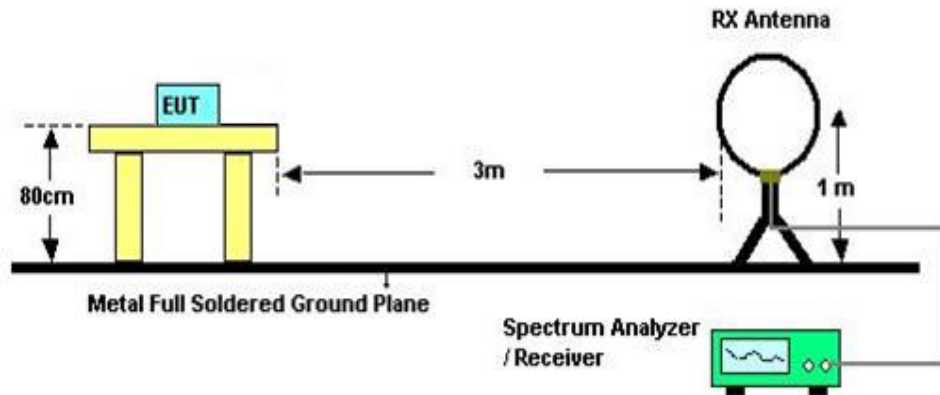 RX Antenna
EUT
80cm
3m
1 m
Metal Full Soldered Ground Plane
Spectrum Analyzer
/ Receiver